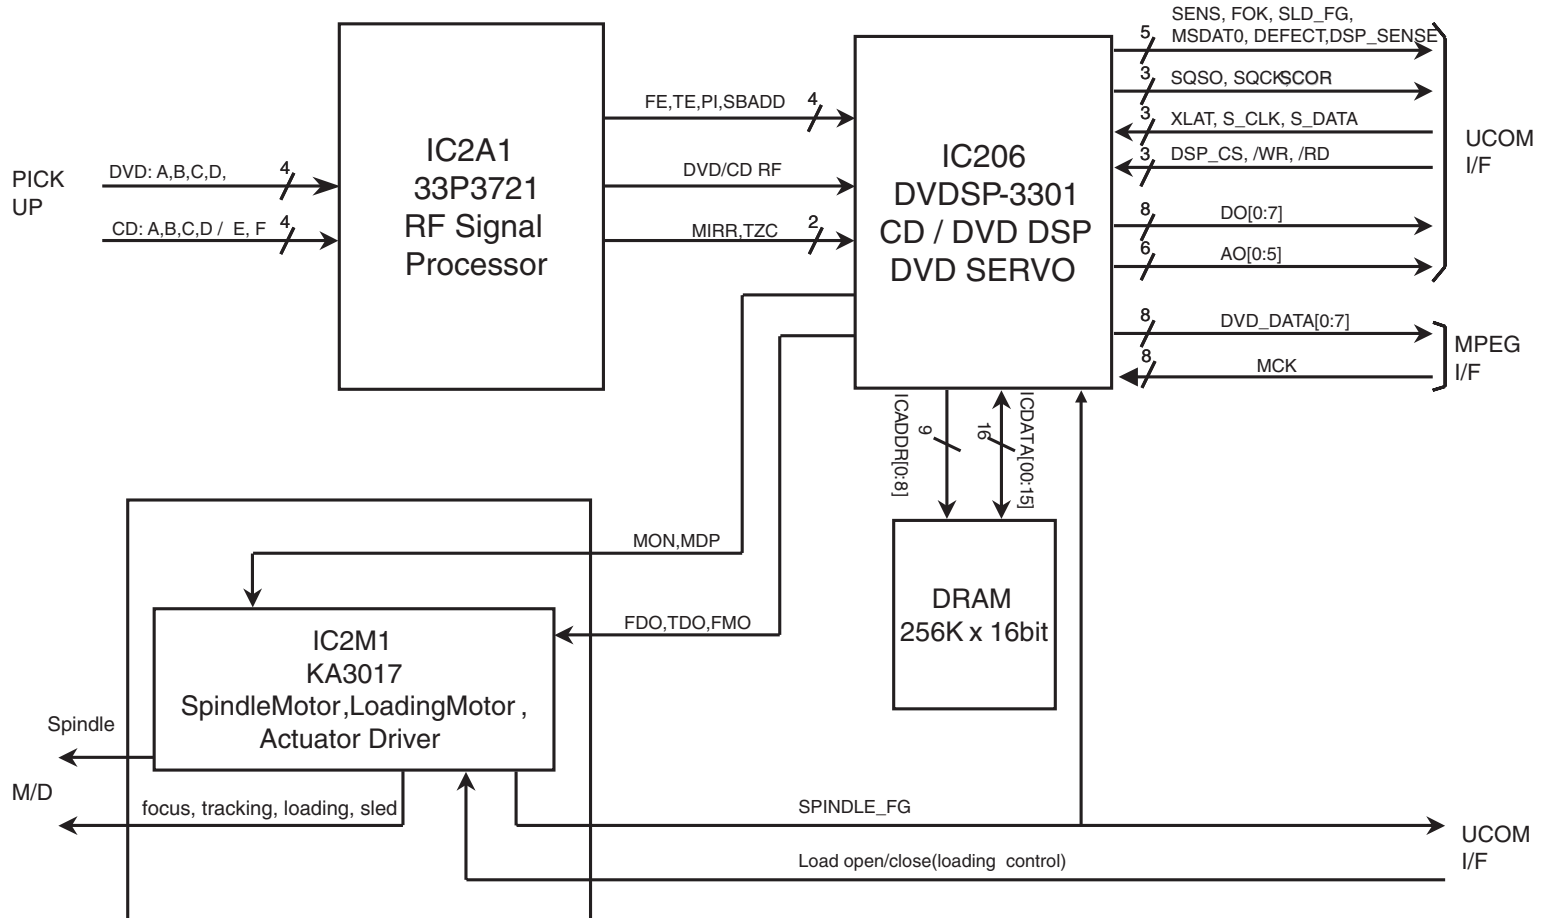 SENS, FOK, SLD_FG,
5
MSDAT0, DEFECT,DSP_SENSE
3
SQSO, SQCK,SCOR
3
XLAT, S_CLK, S_DATA
3
DSP_CS, /WR, /RD
8
DO[0:7]
6
AO[0:5]
UCOM
I/F
8
DVD_DATA[0:7]
8
MCK
MPEG
I/F
PICK
UP
DVD: A,B,C,D,
4
CD: A,B,C,D / E, F
4
IC2A1
33P3721
RF Signal
Processor
FE,TE,PI,SBADD
4
DVD/CD RF
MIRR,TZC
2
IC206
DVDSP-3301
CD / DVD DSP
DVD SERVO
ICADDR[0:8]
9
16
ICDATA[00:15]
DRAM
256K x 16bit
MON,MDP
FDO,TDO,FMO
IC2M1
KA3017
SpindleMotor,LoadingMotor ,
Actuator Driver
Spindle
M/D
focus, tracking, loading, sled
SPINDLE_FG
Load open/close(loading control)
UCOM
I/F